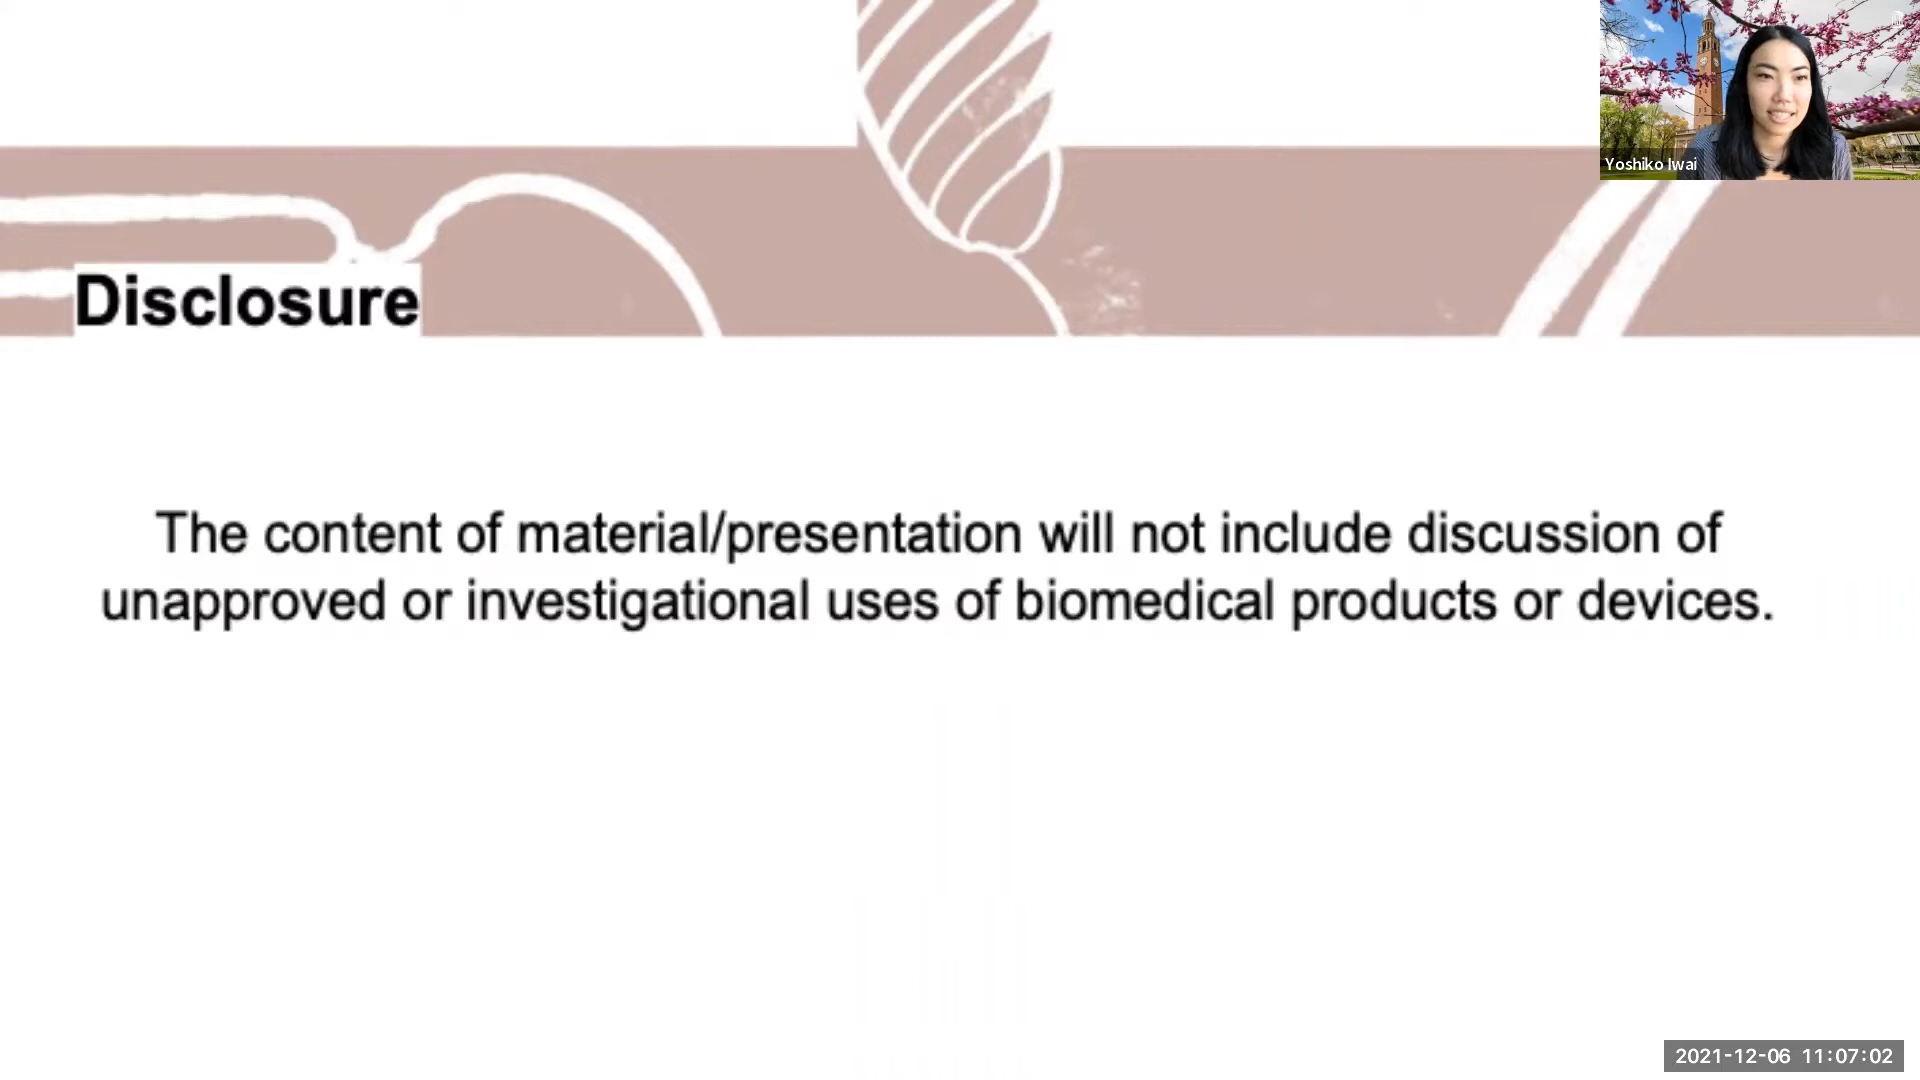 Yoshiko Iwai
Disclosure
The content of material/presentation will not include discussion of
unapproved or investigational uses of biomedical products or devices.
2021-12-06 11:07:02